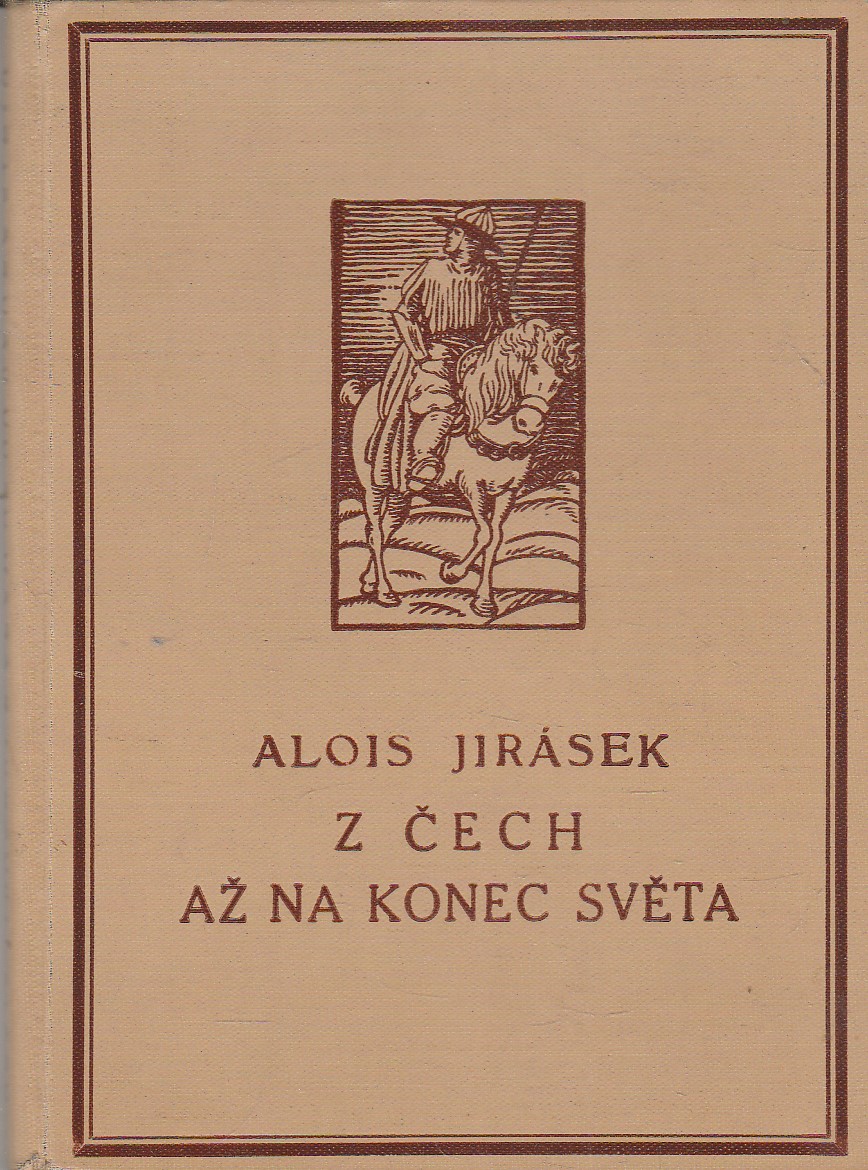 ALOIS JIRÁSEK
Z ČECH
AŽ NA KONEC SVĚTA